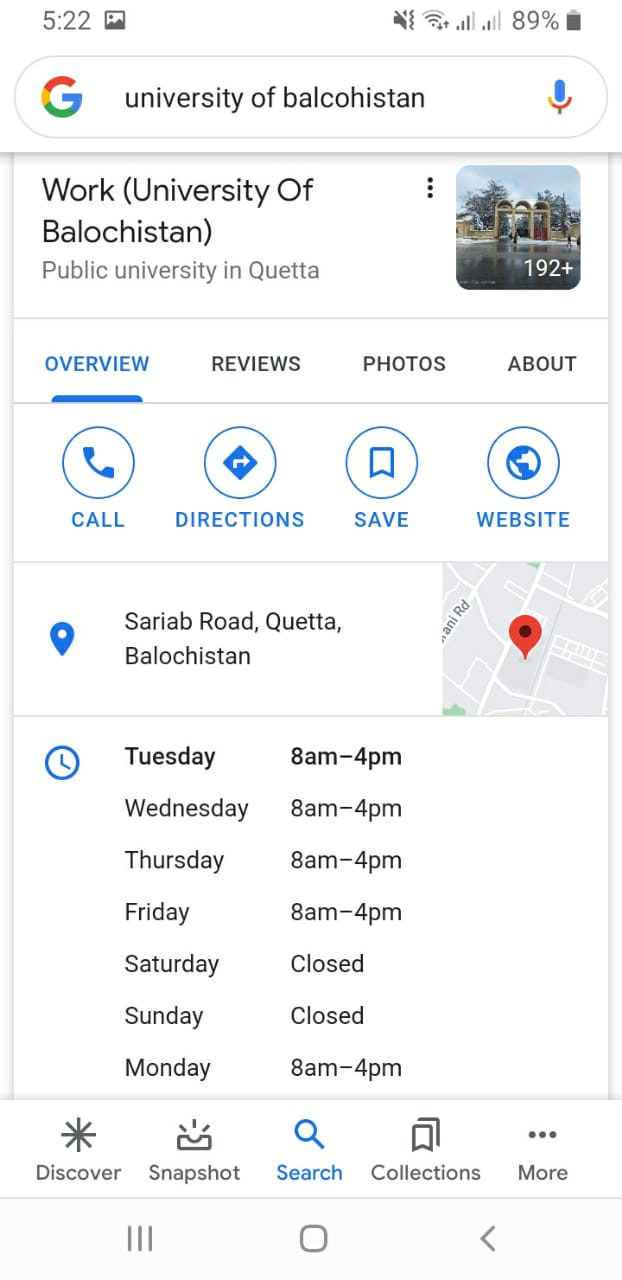 5:22 89%
university of balcohistan
Work (University Of
Balochistan)
Public university in Quetta
192+
OVERVIEW REVIEWS PHOTOS ABOUT
CALL DIRECTIONS SAVE WEBSITE
Sariab Road, Quetta,
Balochistan
ani Rd
Tuesday 8am–4pm
Wednesday 8am–4pm
Thursday 8am–4pm
Friday 8am–4pm
Saturday Closed
Sunday Closed
Monday 8am–4pm
Discover Snapshot Search Collections More